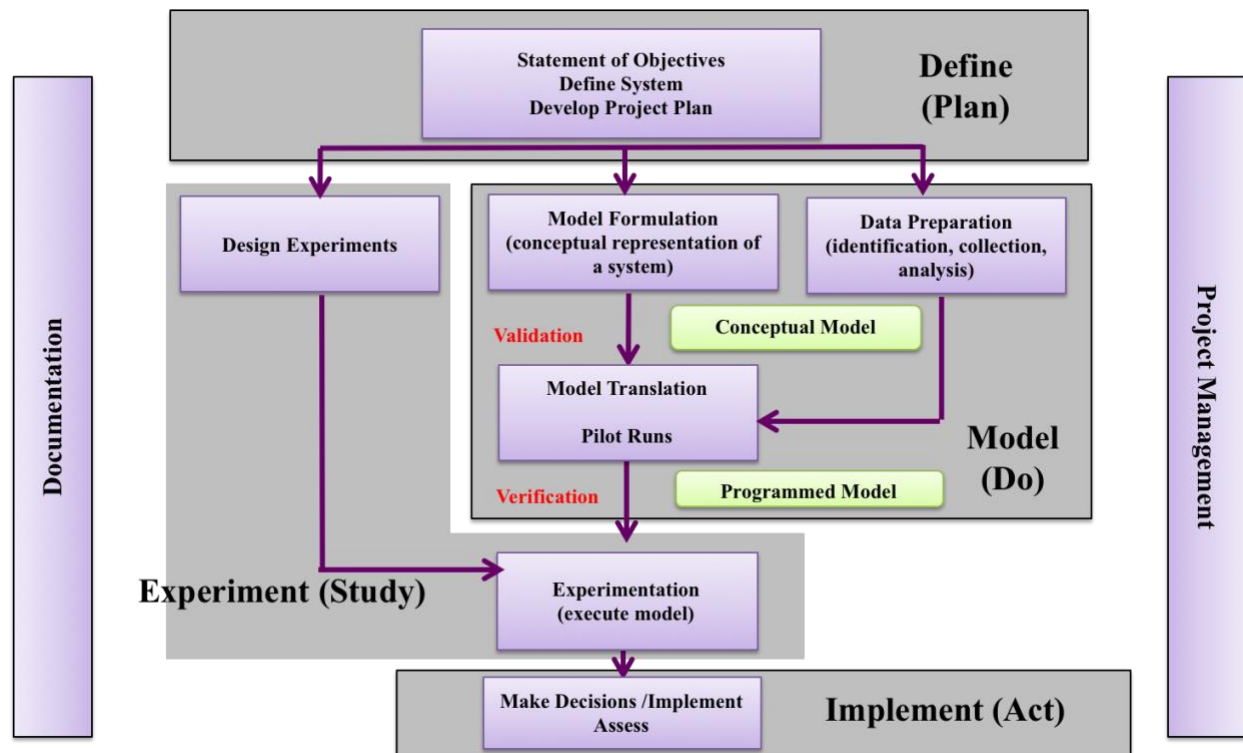 Statement of Objectives
Define System
Develop Project Plan
Define
(Plan)
Documentation
Project Management
Design Experiments
Model Formulation
(conceptual representation of
a system)
Data Preparation
(identification, collection,
analysis)
Validation
Conceptual Model
Model Translation
Pilot Runs
Model
(Do)
Verification
Programmed Model
Experiment (Study)
Experimentation
(execute model)
Make Decisions /Implement
Assess
Implement (Act)